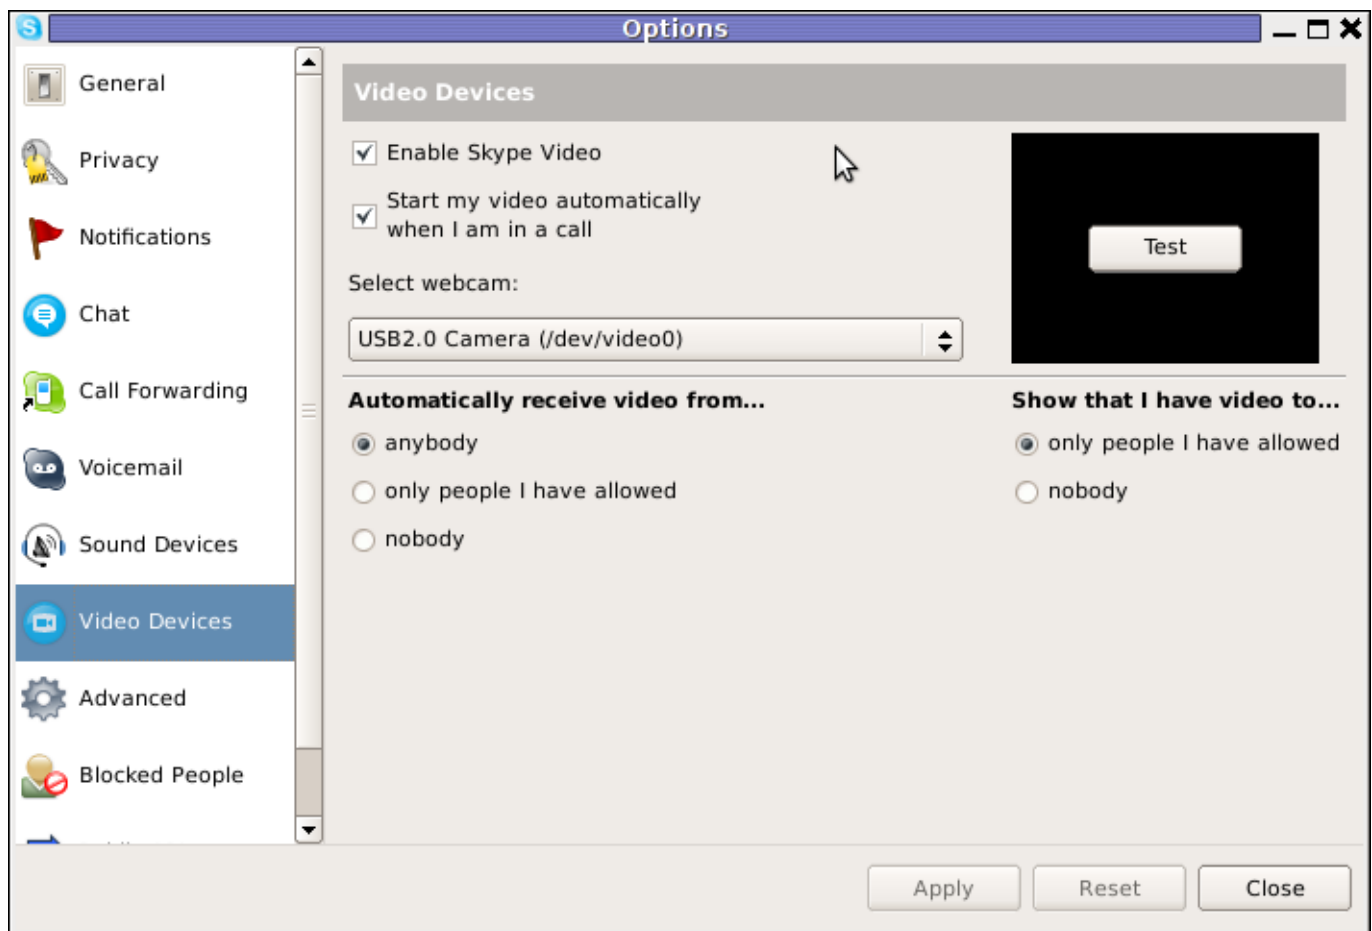 Options
General
Privacy
Notifications
Chat
Call Forwarding
Voicemail
Sound Devices
Video Devices
Advanced
Blocked People
Video Devices
Enable Skype Video
Start my video automatically
when I am in a call
Select webcam:
USB2.0 Camera (/dev/video0)
Test
Automatically receive video from...
anybody
only people I have allowed
nobody
Show that I have video to...
only people I have allowed
nobody
Apply
Reset
Close